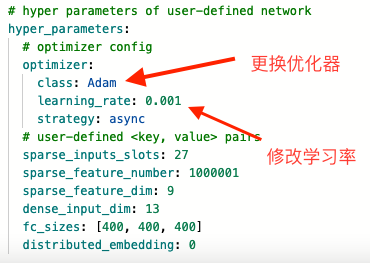 # hyper parameters of user-defined network
hyper_parameters:
# optimizer config
optimizer:
class: Adam
更换优化器
learning_rate: 0.001
strategy: async
# user-defined <key, value> pairs
修改学习率
sparse_inputs_slots: 27
sparse_feature_number: 1000001
sparse_feature_dim: 9
dense_input_dim: 13
fc_sizes: [400, 400, 400]
distributed_embedding: 0